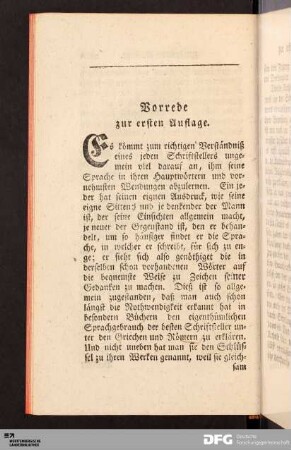 Vorrede
zur ersten Auflage.
Es kömmt zum richtigen Verständniß
eines jeden Schriftstellers unge-
mein viel darauf an, ihm seine
Sprache in ihren Hauptwörtern und vor-
nehmsten Wendungen abzulernen. Ein je-
der hat seinen eignen Ausdruck, wie seine
eigne Sitten: und je denkender der Mann
ist, der seine Einsichten allgemein macht,
je neuer der Gegenstand ist, den er behan-
delt, um so häufiger findet er die Spra-
che, in welcher er schreibt, für sich zu en-
ge; er sieht sich also genöthiget die in
derselben schon vorhandenen Wörter auf
die bequemste Weise zu Zeichen seiner
Gedanken zu machen. Dieß ist so allge-
mein zugestanden, daß man auch schon
längst die Nothwendigkeit erkannt hat in
besondern Büchern den eigenthümlichen
Sprachgebrauch der besten Schriftsteller un-
ter den Griechen und Römern zu erklären.
Und nicht uneben hat man sie den Schlüs-
sel zu ihren Werken genannt, weil sie gleich-
sam
DFG Deutsche
Forschungsgemeinschaft